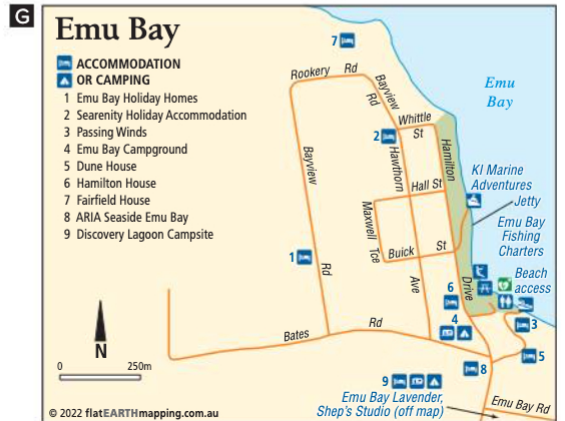 G
Emu Bay
ACCOMMODATION
OR CAMPING
1 Emu Bay Holiday Homes
2 Searenity Holiday Accommodation
3 Passing Winds
4 Emu Bay Campground
5 Dune House
6 Hamilton House
7 Fairfield House
8 ARIA Seaside Emu Bay
9 Discovery Lagoon Campsite
7
Rookery Rd
Bayview
Rd
Emu
Bay
Whittle
St
2
Hawthorn
Hamilton
Bayview
Hall St
KI Marine
Adventures
Jetty
Maxwell Tce
Emu Bay
Fishing
Charters
Buick St
1
Rd
Ave
Drive
Beach
access
6
4
3
5
8
Bates Rd
N
0 250m
9
Emu Bay Lavender,
Shep's Studio (off map)
Emu Bay Rd
© 2022 flatEARTHmapping.com.au